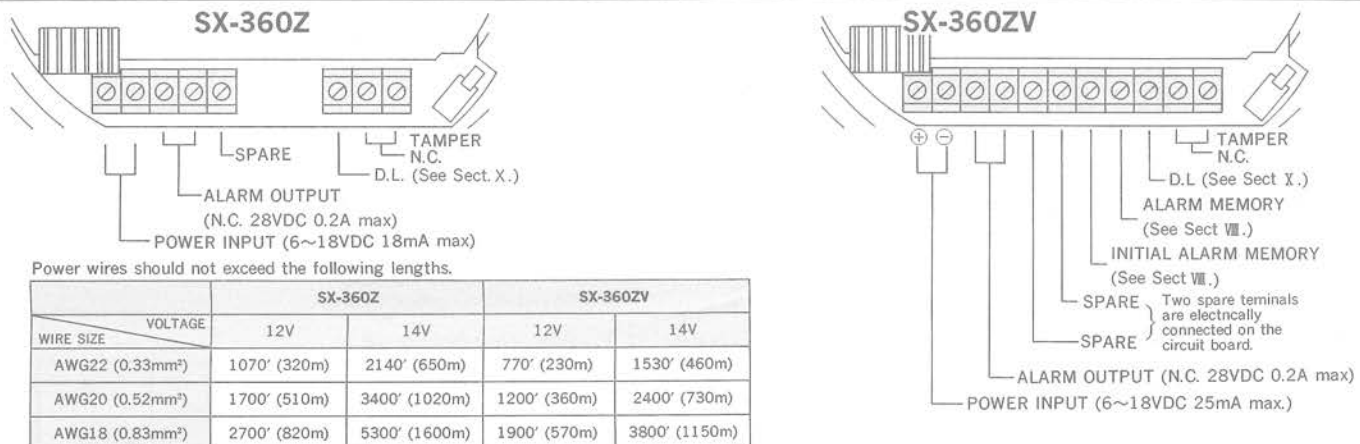 SX-360Z
TAMPER
N.C.
SPARE
D.L. (See Sect. X.)
ALARM OUTPUT
(N.C. 28VDC 0.2A max)
POWER INPUT (6~18VDC 18mA max)
Power wires should not exceed the following lengths.
SX-360Z SX-360ZV
VOLTAGE
WIRE SIZE 12V 14V 12V 14V
AWG22 (0.33mm²) 1070′ (320m) 2140′ (650m) 770′ (230m) 1530′ (460m)
AWG20 (0.52mm²) 1700′ (510m) 3400′ (1020m) 1200′ (360m) 2400′ (730m)
AWG18 (0.83mm²) 2700′ (820m) 5300′ (1600m) 1900′ (570m) 3800′ (1150m)
SX-360ZV
⊕ ⊖
TAMPER
N.C.
D.L (See Sect X.)
ALARM MEMORY
(See Sect Ⅷ.)
INITIAL ALARM MEMORY
(See Sect Ⅷ.)
SPARE
SPARE
Two spare teminals
are electncally
connected on the
circuit board.
ALARM OUTPUT (N.C. 28VDC 0.2A max)
POWER INPUT (6~18VDC 25mA max.)